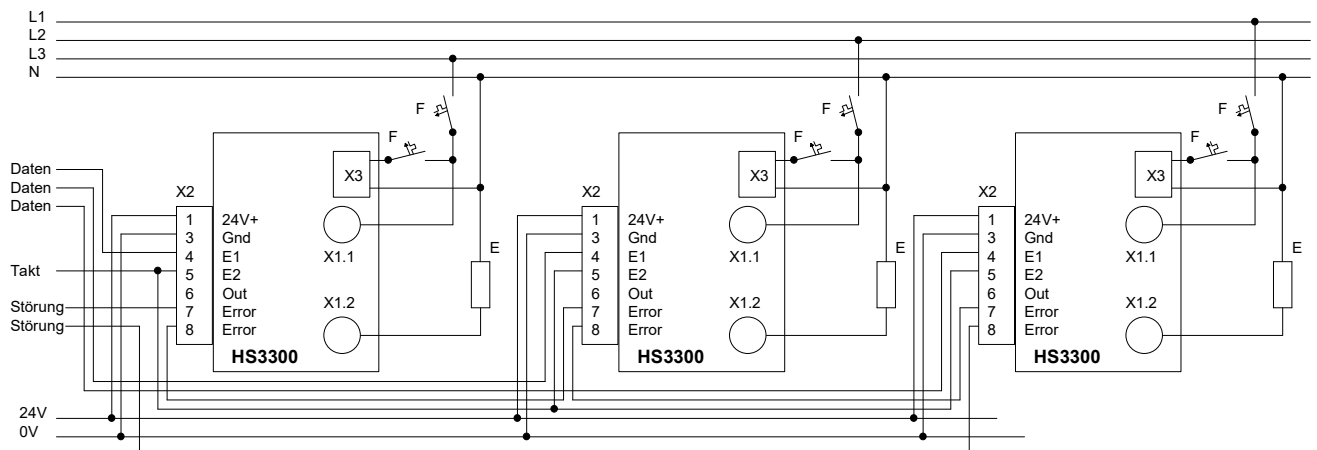 L1
L2
L3
N
F
F
F
F
F
F
Daten
Daten
Daten
Takt
Störung
Störung
24V
0V
X2
1 24V+
3 Gnd
4 E1
5 E2
6 Out
7 Error
8 Error
X3
X1.1
X1.2
E
HS3300
X2
1 24V+
3 Gnd
4 E1
5 E2
6 Out
7 Error
8 Error
X3
X1.1
X1.2
E
HS3300
X2
1 24V+
3 Gnd
4 E1
5 E2
6 Out
7 Error
8 Error
X3
X1.1
X1.2
E
HS3300